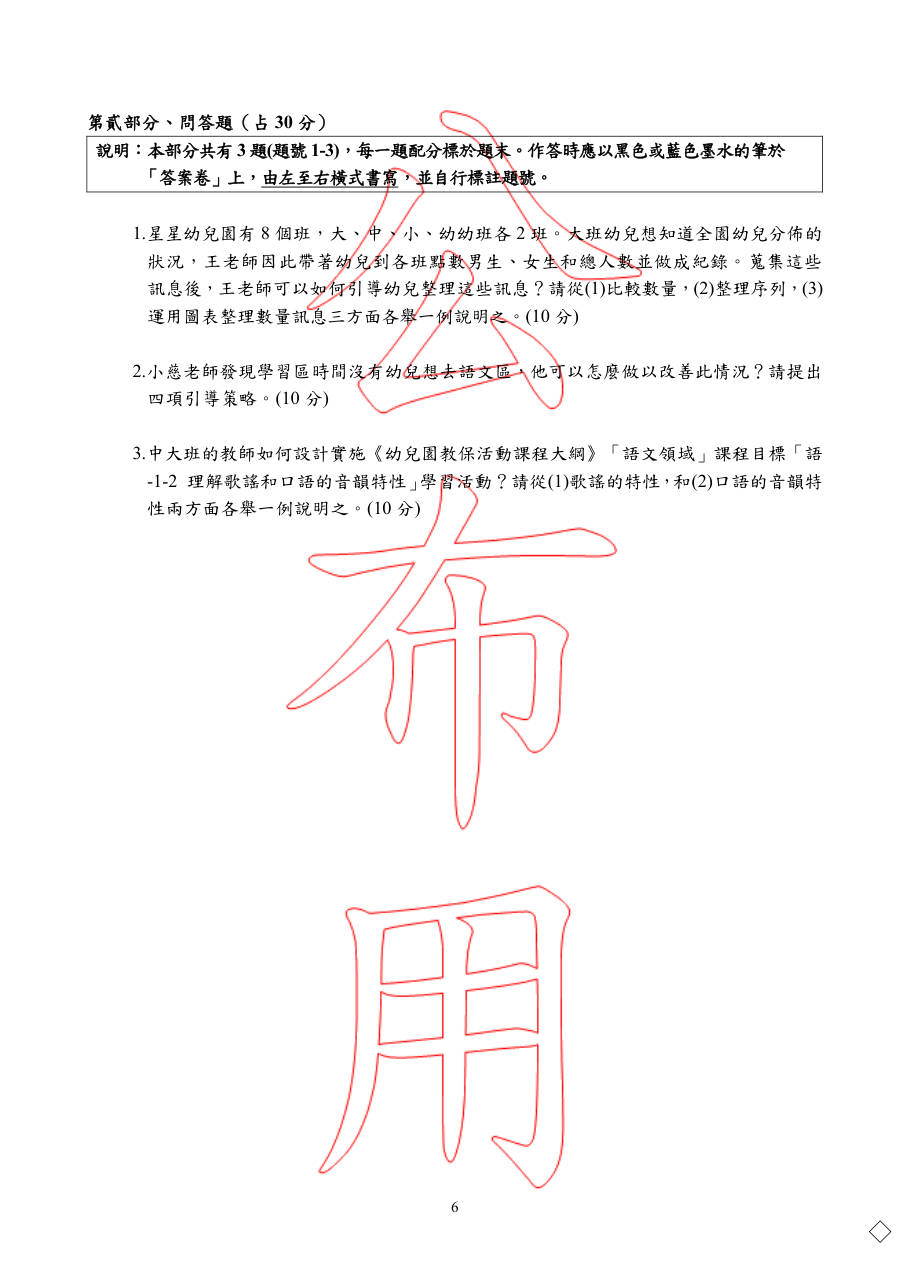 第貳部分、問答題（占 30 分）
說明：本部分共有 3 題(題號 1-3)，每一題配分標於題末。作答時應以黑色或藍色墨水的筆於
「答案卷」上，由左至右橫式書寫，並自行標註題號。
1.星星幼兒園有 8 個班，大、中、小、幼幼班各 2 班。大班幼兒想知道全園幼兒分佈的
狀況，王老師因此帶著幼兒到各班點數男生、女生和總人數並做成紀錄。蒐集這些
訊息後，王老師可以如何引導幼兒整理這些訊息？請從(1)比較數量，(2)整理序列，(3)
運用圖表整理數量訊息三方面各舉一例說明之。(10 分)
2.小慈老師發現學習區時間沒有幼兒想去語文區，他可以怎麼做以改善此情況？請提出
四項引導策略。(10 分)
3.中大班的教師如何設計實施《幼兒園教保活動課程大綱》「語文領域」課程目標「語
-1-2 理解歌謠和口語的音韻特性」學習活動？請從(1)歌謠的特性，和(2)口語的音韻特
性兩方面各舉一例說明之。(10 分)
公
布
用
6